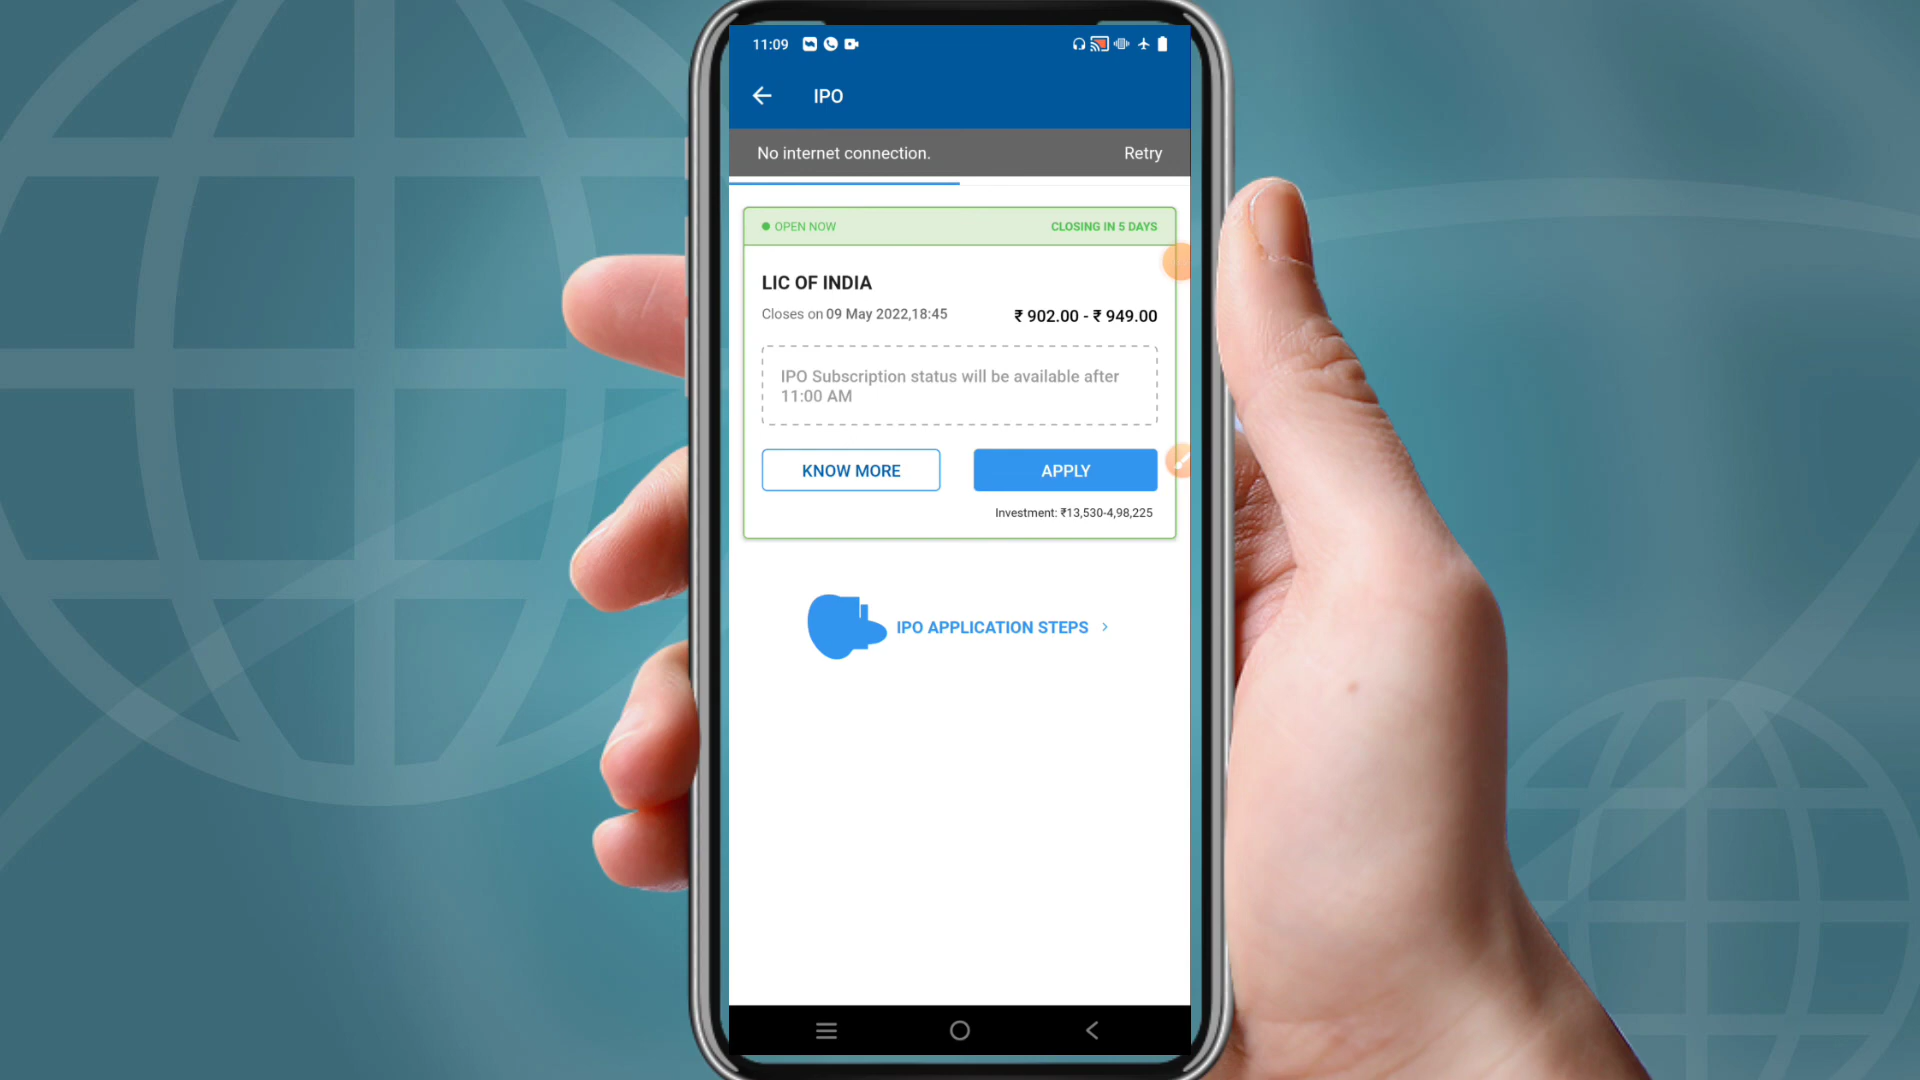 11:09
IPO
No internet connection. Retry
OPEN NOW CLOSING IN 5 DAYS
LIC OF INDIA
Closes on 09 May 2022,18:45 ₹ 902.00 - ₹ 949.00
IPO Subscription status will be available after
11:00 AM
KNOW MORE APPLY
Investment: ₹13,530-4,98,225
IPO APPLICATION STEPS